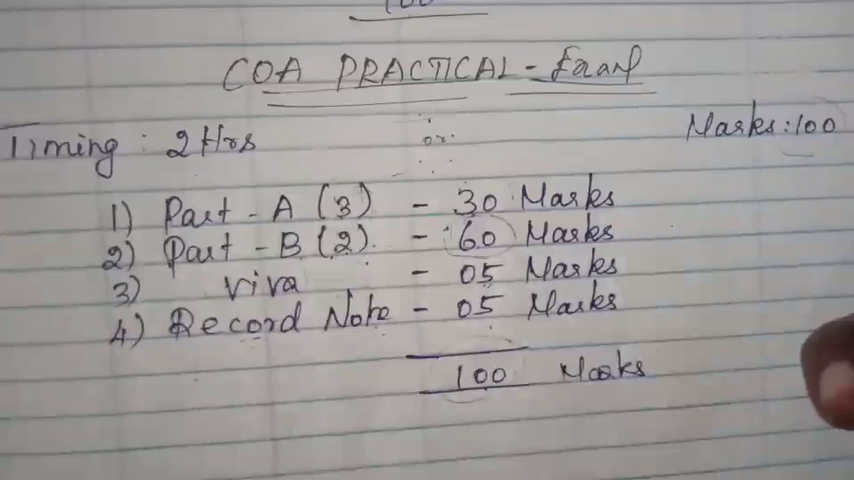 100
COA PRACTICAL - Exam
Timing : 2 Hrs
Marks : 100
1) Part - A (3) - 30 Marks
2) Part - B (2) - 60 Marks
3) Viva - 05 Marks
4) Record Note - 05 Marks
100 Marks